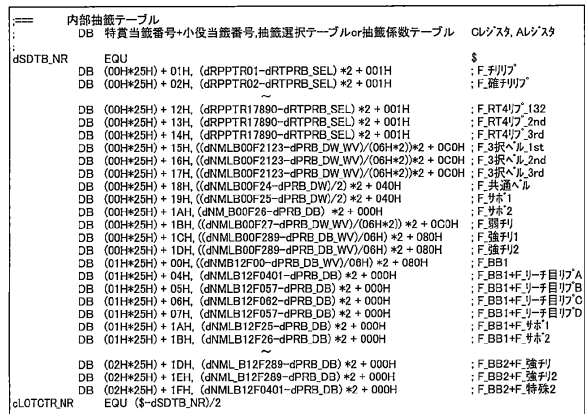 ;=== 内部抽籤テーブル
; DB 特賞当籤番号+小役当籤番号,抽籤選択テーブルor抽籤係数テーブル Cレジスタ, Aレジスタ
dSDTB_NR EQU $
DB (00H*25H) + 01H, (dRPPTR01-dRTPRB_SEL) *2 + 001H ; F_チリリプ
DB (00H*25H) + 02H, (dRPPTR02-dRTPRB_SEL) *2 + 001H ; F_確チリリプ
～
DB (00H*25H) + 12H, (dRPPTR17890-dRTPRB_SEL) *2 + 001H ; F_RT4リプ_132
DB (00H*25H) + 13H, (dRPPTR17890-dRTPRB_SEL) *2 + 001H ; F_RT4リプ_2nd
DB (00H*25H) + 14H, (dRPPTR17890-dRTPRB_SEL) *2 + 001H ; F_RT4リプ_3rd
DB (00H*25H) + 15H, ((dNMLB00F2123-dPRB_DW_WV)/(06H*2))*2 + 0C0H ; F_3択ベル_1st
DB (00H*25H) + 16H, ((dNMLB00F2123-dPRB_DW_WV)/(06H*2))*2 + 0C0H ; F_3択ベル_2nd
DB (00H*25H) + 17H, ((dNMLB00F2123-dPRB_DW_WV)/(06H*2))*2 + 0C0H ; F_3択ベル_3rd
DB (00H*25H) + 18H, ((dNMLB00F24-dPRB_DW)/2) *2 + 040H ; F_共通ベル
DB (00H*25H) + 19H, ((dNMLB00F25-dPRB_DW)/2) *2 + 040H ; F_サボ1
DB (00H*25H) + 1AH, (dNM_B00F26-dPRB_DB) *2 + 000H ; F_サボ2
DB (00H*25H) + 1BH, ((dNMLB00F27-dPRB_DW_WV)/(06H*2)) *2 + 0C0H ; F_弱チリ
DB (00H*25H) + 1CH, ((dNMLB00F289-dPRB_DB_WV)/06H) *2 + 080H ; F_強チリ1
DB (00H*25H) + 1DH, ((dNMLB00F289-dPRB_DB_WV)/06H) *2 + 080H ; F_強チリ2
DB (01H*25H) + 00H, ((dNMB12F00-dPRB_DB_WV)/06H) *2 + 080H ; F_BB1
DB (01H*25H) + 04H, (dNMLB12F0401-dPRB_DB) *2 + 000H ; F_BB1+F_リーチ目リプA
DB (01H*25H) + 05H, (dNMLB12F057-dPRB_DB) *2 + 000H ; F_BB1+F_リーチ目リプB
DB (01H*25H) + 06H, (dNMLB12F062-dPRB_DB) *2 + 000H ; F_BB1+F_リーチ目リプC
DB (01H*25H) + 07H, (dNMLB12F057-dPRB_DB) *2 + 000H ; F_BB1+F_リーチ目リプD
DB (01H*25H) + 1AH, (dNMLB12F25-dPRB_DB) *2 + 000H ; F_BB1+F_サボ1
DB (01H*25H) + 1BH, (dNMLB12F26-dPRB_DB) *2 + 000H ; F_BB1+F_サボ2
～
DB (02H*25H) + 1DH, (dNML_B12F289-dPRB_DB) *2 + 000H ; F_BB2+F_強チリ
DB (02H*25H) + 1EH, (dNML_B12F289-dPRB_DB) *2 + 000H ; F_BB2+F_強チリ2
DB (02H*25H) + 1FH, (dNMLB12F0401-dPRB_DB) *2 + 000H ; F_BB2+F_特殊2
cLOTCTR_NR EQU ($-dSDTB_NR)/2